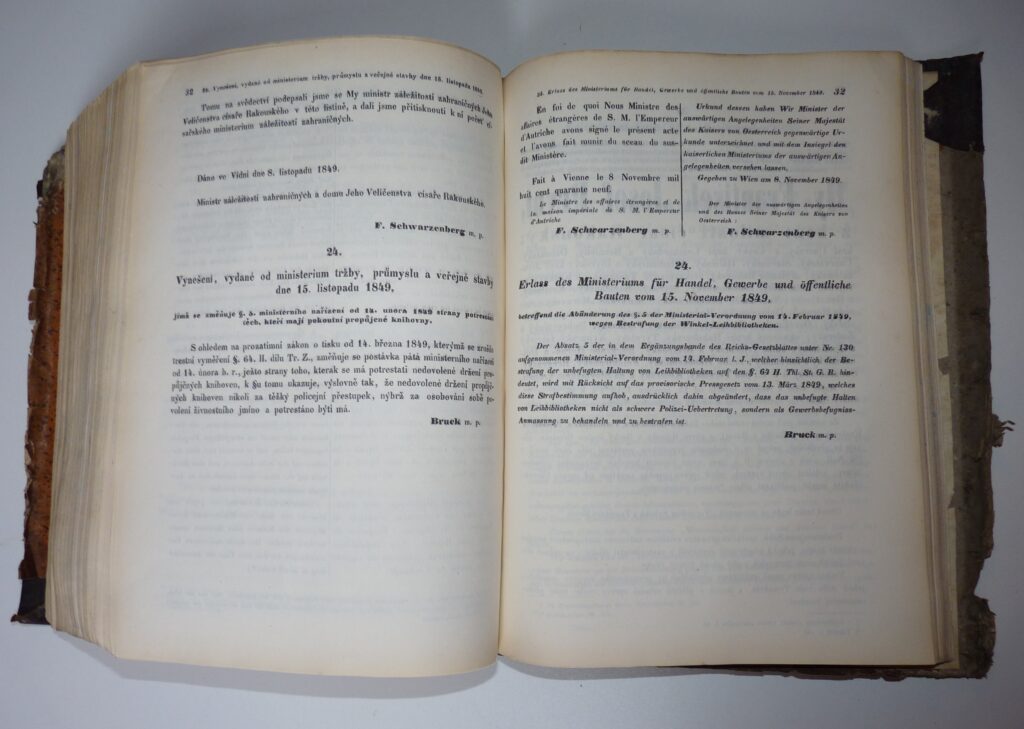 32 24. Vynešení, vydané od ministerium tržby, průmyslu a veřejné stavby dne 15. listopadu 1849.
Tomu na svědectví podepsali jsme se My ministr záležitostí zahraničných Jeho
Veličenstva císaře Rakouského v této listině, a dali jsme přitisknouti k ní pečeť cí-
sařského ministerium záležitostí zahraničných.
Dáno ve Vídni dne 8. listopadu 1849.
Ministr záležitostí zahraničných a domu Jeho Veličenstva císaře Rakouského.
F. Schwarzenberg m. p.
24.
Vynešení, vydané od ministerium tržby, průmyslu a veřejné stavby
dne 15. listopadu 1849,
jímž se změňuje §. 5. ministerního nařízení od 14. února 1849 strany potrestání
těch, kteří mají pokoutní propůjčené knihovny.
S ohledem na prozatímní zákon o tisku od 14. března 1849, kterýmž se zrošilo
trestní vyměření §. 64. II. dílu Tr. Z., změňuje se postávka pátá ministerního nařízení
od 14. února b. r., ješto strany toho, kterak se má potrestati nedovolené držení pro-
půjčných knihoven, k §u tomu ukazuje, výslovně tak, že nedovolené držení propůjč-
ných knihoven nikoli za těžký policejní přestupek, nýbrž za osobování sobě po-
volení živnostního jmíno a potrestáno býti má.
Bruck m. p.
24. Erlass des Ministeriums für Handel, Gewerbe und öffentliche Bauten vom 15. November 1849. 32
En foi de quoi Nous Ministre des
affaires étrangères de S. M. l'Empereur
d'Autriche avons signé le présent acte
et l'avons fait munir du sceau du sus-
dit Ministère.
Fait à Vienne le 8 Novembre mil
huit cent quarante neuf.
Le Ministre des affaires étrangères et de
la maison impériale de S. M. l'Empereur
d'Autriche
F. Schwarzenberg m. p.
Urkund dessen haben Wir Minister der
auswärtigen Angelegenheiten Seiner Majestät
des Kaisers von Oesterreich gegenwärtige Ur-
kunde unterzeichnet und mit dem Insiegel des
kaiserlichen Ministeriums der auswärtigen An-
gelegenheiten versehen lassen.
Gegeben zu Wien am 8. November 1849.
Der Minister der auswärtigen Angelegenheiten
und des Hauses Seiner Majestät des Kaisers von
Oesterreich:
F. Schwarzenberg m. p.
24.
Erlass des Ministeriums für Handel, Gewerbe und öffentliche
Bauten vom 15. November 1849,
betreffend die Abänderung des §. 5 der Ministerial-Verordnung vom 14. Februar 1849,
wegen Bestrafung der Winkel-Leihbibliotheken.
Der Absatz 5 der in dem Ergänzungsbande des Reichs-Gesetzblattes unter Nr. 130
aufgenommenen Ministerial-Verordnung vom 14. Februar l. J., welcher hinsichtlich der Be-
strafung der unbefugten Haltung von Leihbibliotheken auf den §. 64 II. Thl. St. G. B. hin-
deutet, wird mit Rücksicht auf das provisorische Pressgesetz vom 13. März 1849, welches
diese Strafbestimmung aufhob, ausdrücklich dahin abgeändert, dass das unbefugte Halten
von Leihbibliotheken nicht als schwere Polizei-Uebertretung, sondern als Gewerbsbefugniss-
Anmassung zu behandeln und zu bestrafen ist.
Bruck m. p.